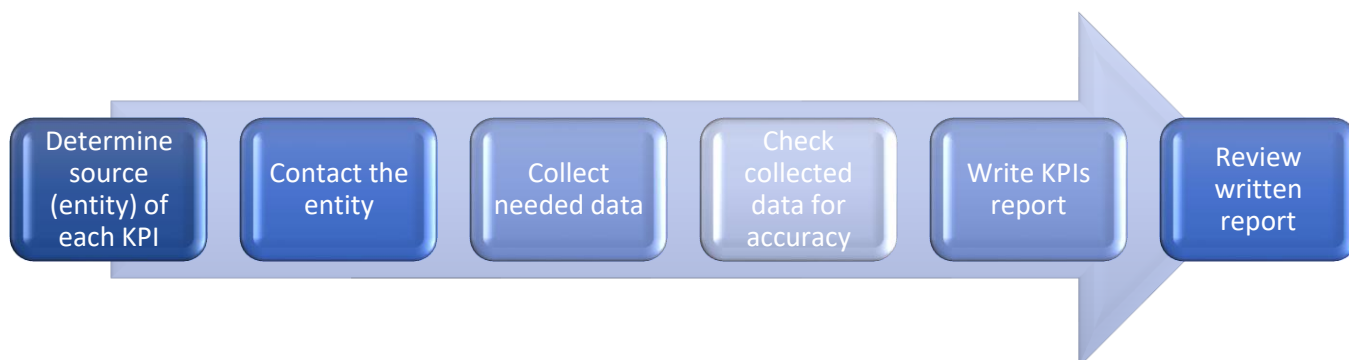 Determine
source
(entity) of
each KPI
Contact the
entity
Collect
needed data
Check
collected
data for
accuracy
Write KPIs
report
Review
written
report